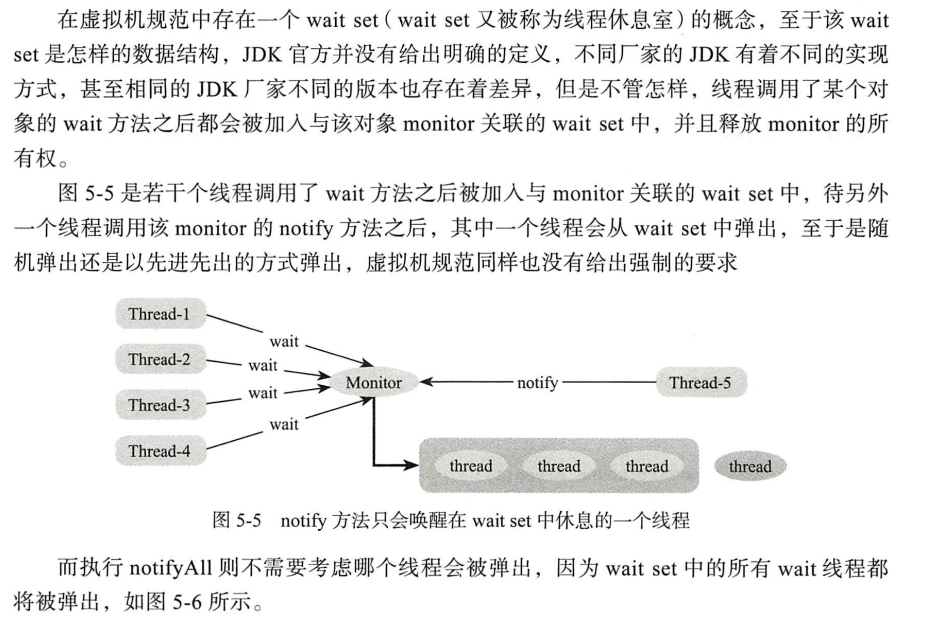 在虚拟机规范中存在一个 wait set（wait set 又被称为线程休息室）的概念，至于该 wait
set 是怎样的数据结构，JDK 官方并没有给出明确的定义，不同厂家的 JDK 有着不同的实现
方式，甚至相同的 JDK 厂家不同的版本也存在着差异，但是不管怎样，线程调用了某个对
象的 wait 方法之后都会被加入与该对象 monitor 关联的 wait set 中，并且释放 monitor 的所
有权。
图 5-5 是若干个线程调用了 wait 方法之后被加入与 monitor 关联的 wait set 中，待另外
一个线程调用该 monitor 的 notify 方法之后，其中一个线程会从 wait set 中弹出，至于是随
机弹出还是以先进先出的方式弹出，虚拟机规范同样也没有给出强制的要求
Thread-1
wait
Thread-2
wait
Monitor
notify
Thread-5
Thread-3
wait
Thread-4
wait
thread thread thread thread
图 5-5 notify 方法只会唤醒在 wait set 中休息的一个线程
而执行 notifyAll 则不需要考虑哪个线程会被弹出，因为 wait set 中的所有 wait 线程都
将被弹出，如图 5-6 所示。